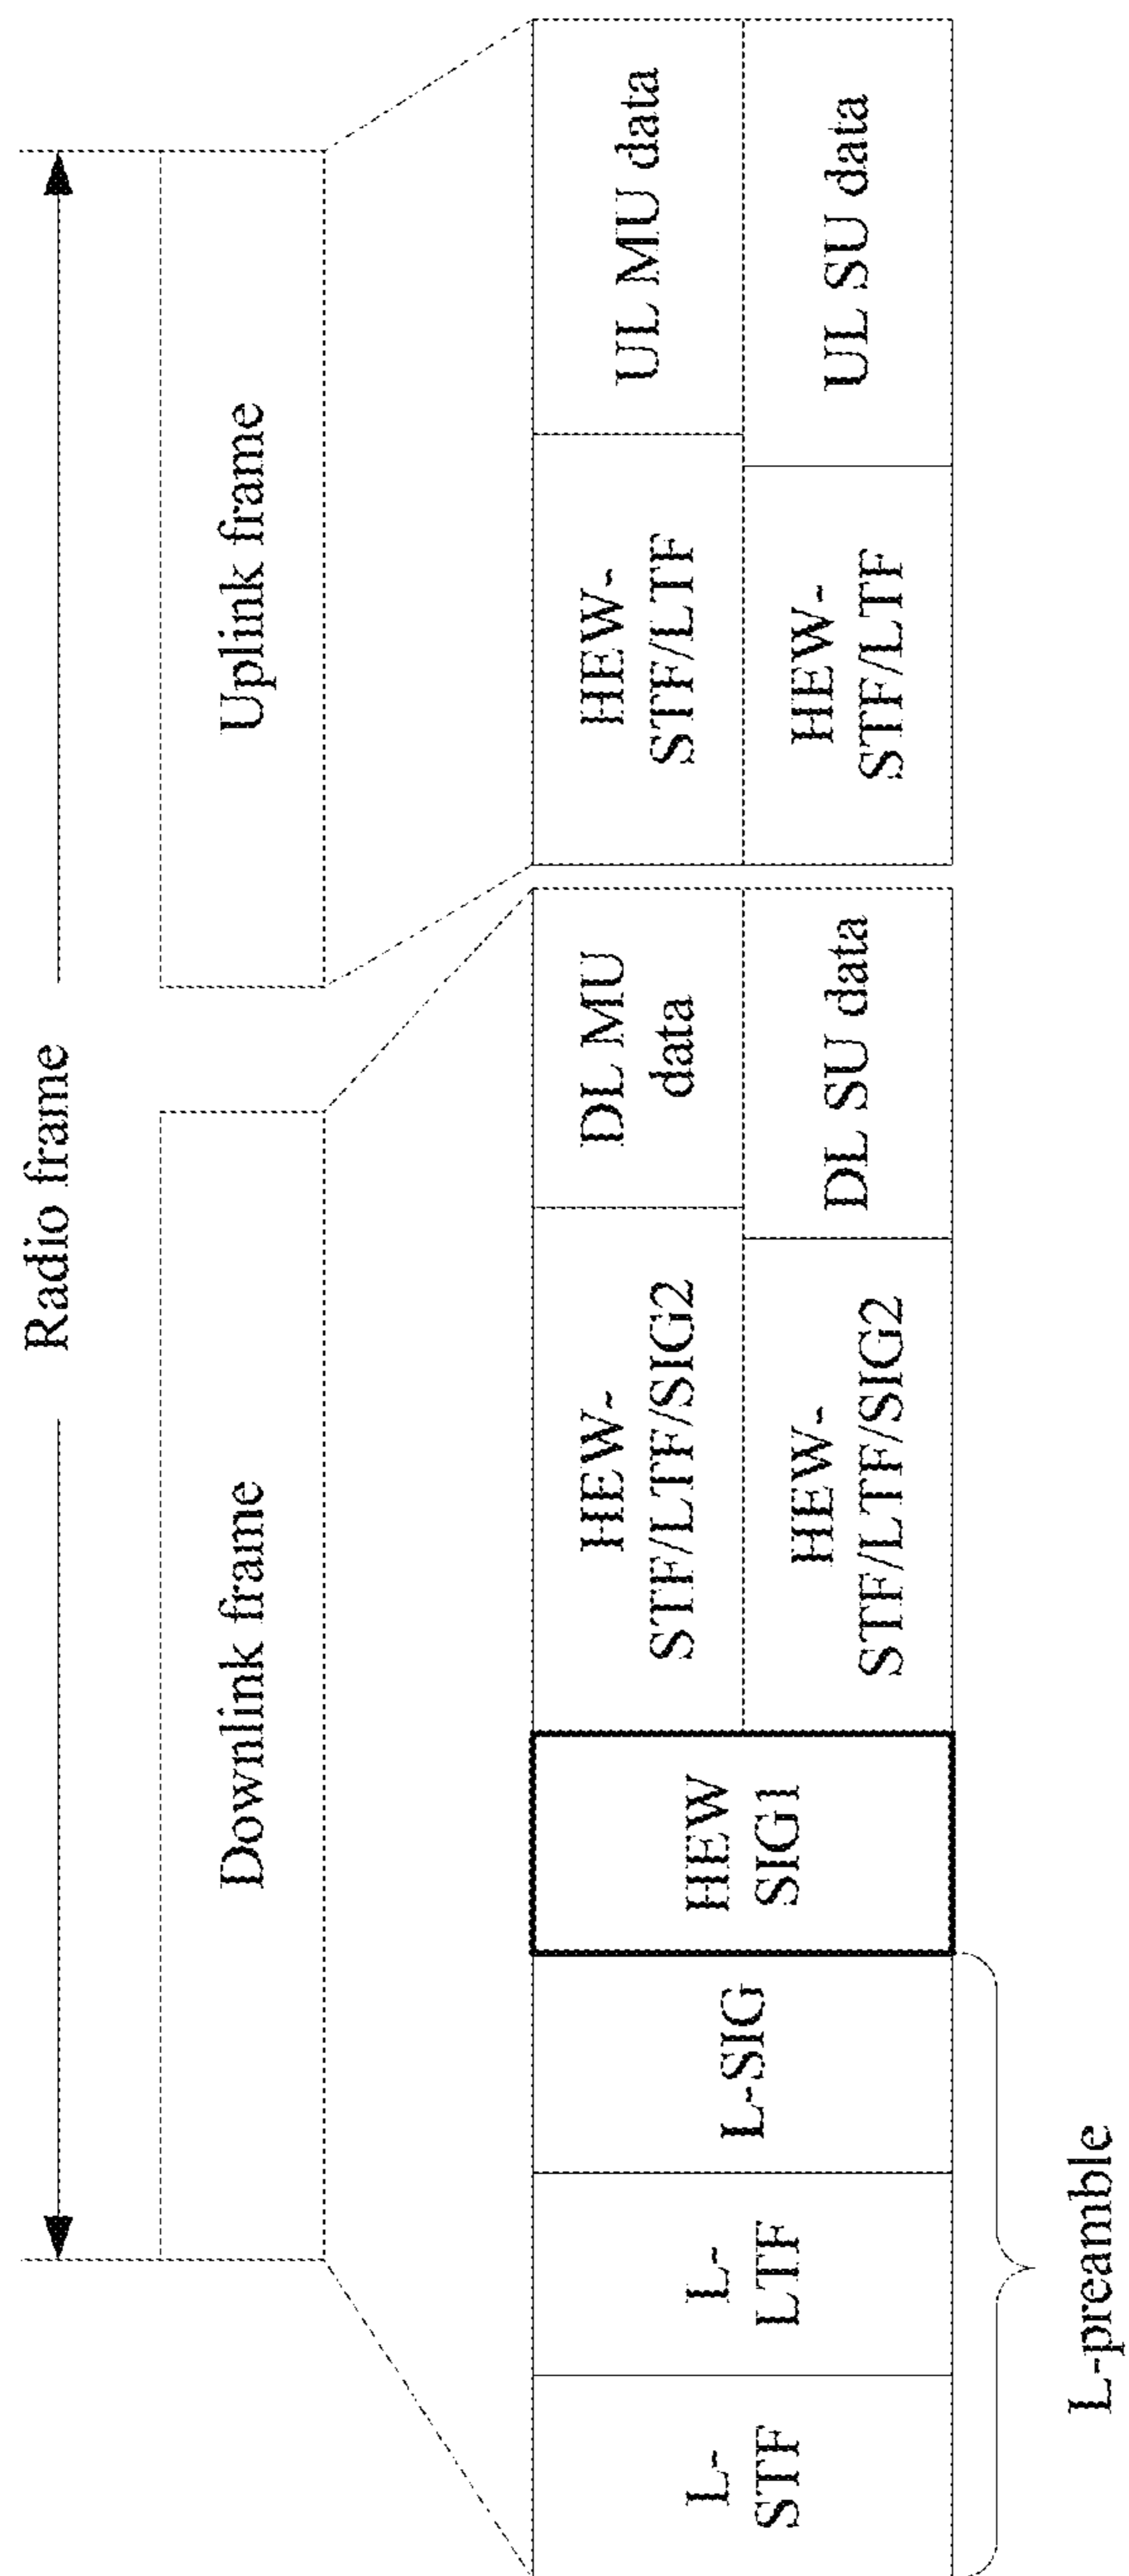 Radio frame
Downlink frame
Uplink frame
L-
STF
L-
LTF
L-SIG
HEW
SIG1
HEW-
STF/LTF/SIG2
DL MU
data
HEW-
STF/LTF/SIG2
DL SU data
HEW-
STF/LTF
UL MU data
HEW-
STF/LTF
UL SU data
L-preamble